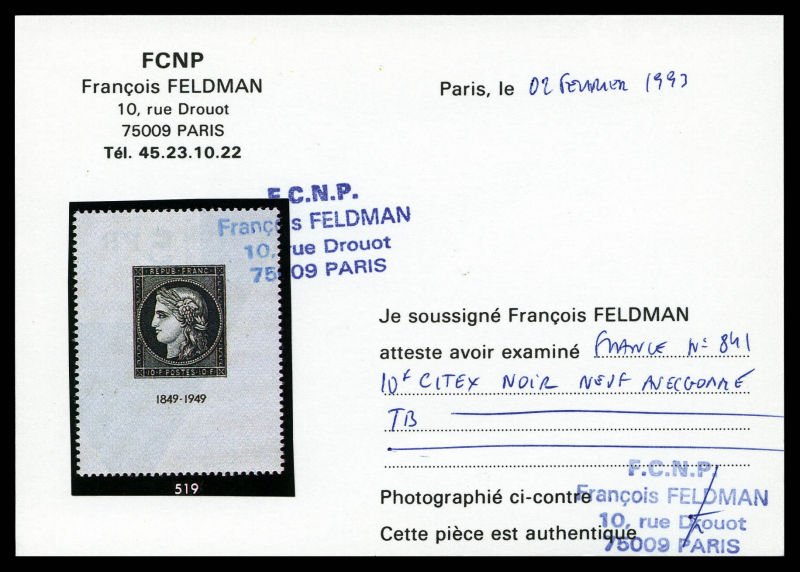 FCNP
François FELDMAN
10, rue Drouot
75009 PARIS
Tél. 45.23.10.22
Paris, le 02 FEVRIER 1993
F.C.N.P.
François FELDMAN
10, rue Drouot
75009 PARIS
REPUB·FRANC·
10·F POSTES·10·F
1849-1949
519
Je soussigné François FELDMAN
atteste avoir examiné FRANCE N° 841
10F CITEX NOIR NEUF AVEC GOMME
TB
Photographié ci-contre
Cette pièce est authentique
F.C.N.P.
François FELDMAN
10, rue Drouot
75009 PARIS